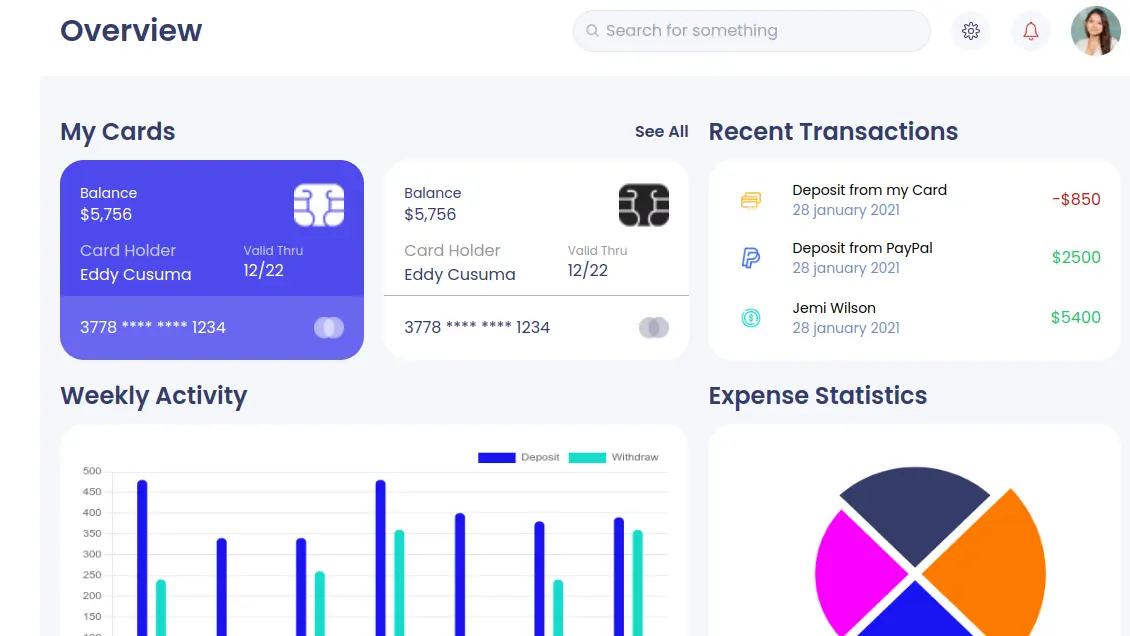 Overview
Search for something
My Cards
See All
Balance
$5,756
Card Holder
Valid Thru
Eddy Cusuma
12/22
3778 **** **** 1234
Balance
$5,756
Card Holder
Valid Thru
Eddy Cusuma
12/22
3778 **** **** 1234
Recent Transactions
Deposit from my Card
28 january 2021
-$850
Deposit from PayPal
28 january 2021
$2500
Jemi Wilson
28 january 2021
$5400
Weekly Activity
Deposit
Withdraw
500
450
400
350
300
250
200
150
Expense Statistics